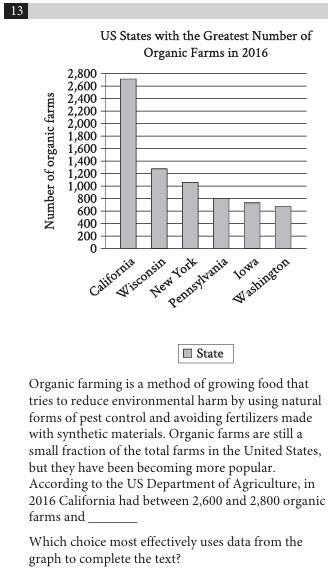 13
US States with the Greatest Number of
Organic Farms in 2016
Number of organic farms
2,800
2,600
2,400
2,200
2,000
1,800
1,600
1,400
1,200
1,000
800
600
400
200
0
California
Wisconsin
New York
Pennsylvania
Iowa
Washington
State
Organic farming is a method of growing food that
tries to reduce environmental harm by using natural
forms of pest control and avoiding fertilizers made
with synthetic materials. Organic farms are still a
small fraction of the total farms in the United States,
but they have been becoming more popular.
According to the US Department of Agriculture, in
2016 California had between 2,600 and 2,800 organic
farms and _______
Which choice most effectively uses data from the
graph to complete the text?